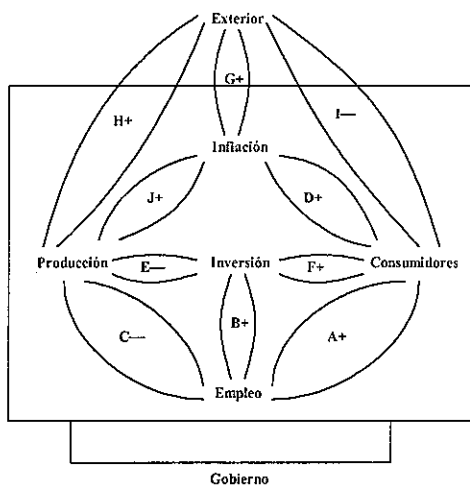 Exterior
G+
H+
I—
Inflación
J+
D+
Producción
E—
Inversión
F+
Consumidores
C—
B+
A+
Empleo
Gobierno